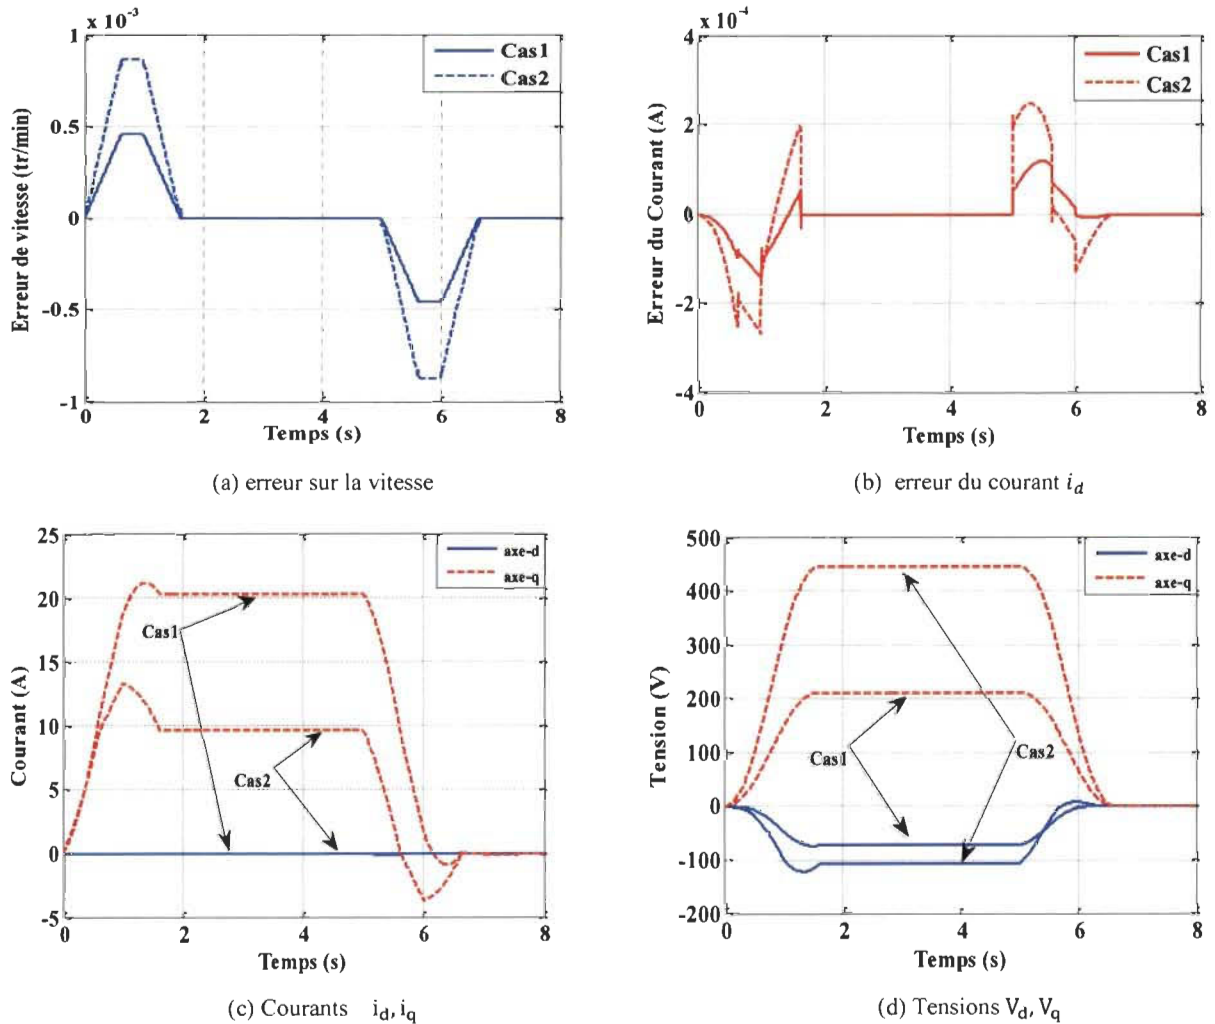 x 10⁻³
1
0.5
0
-0.5
-1
0
2
4
6
8
Erreur de vitesse (tr/min)
Temps (s)
Cas1
Cas2
(a) erreur sur la vitesse
x 10⁻⁴
4
2
0
-2
-4
0
2
4
6
8
Erreur du Courant (A)
Temps (s)
Cas1
Cas2
(b) erreur du courant i_d
25
20
15
10
5
0
-5
0
2
4
6
8
Courant (A)
Temps (s)
axe-d
axe-q
Cas1
Cas2
(c) Courants i_d, i_q
500
400
300
200
100
0
-100
-200
0
2
4
6
8
Tension (V)
Temps (s)
axe-d
axe-q
Cas1
Cas2
(d) Tensions V_d, V_q